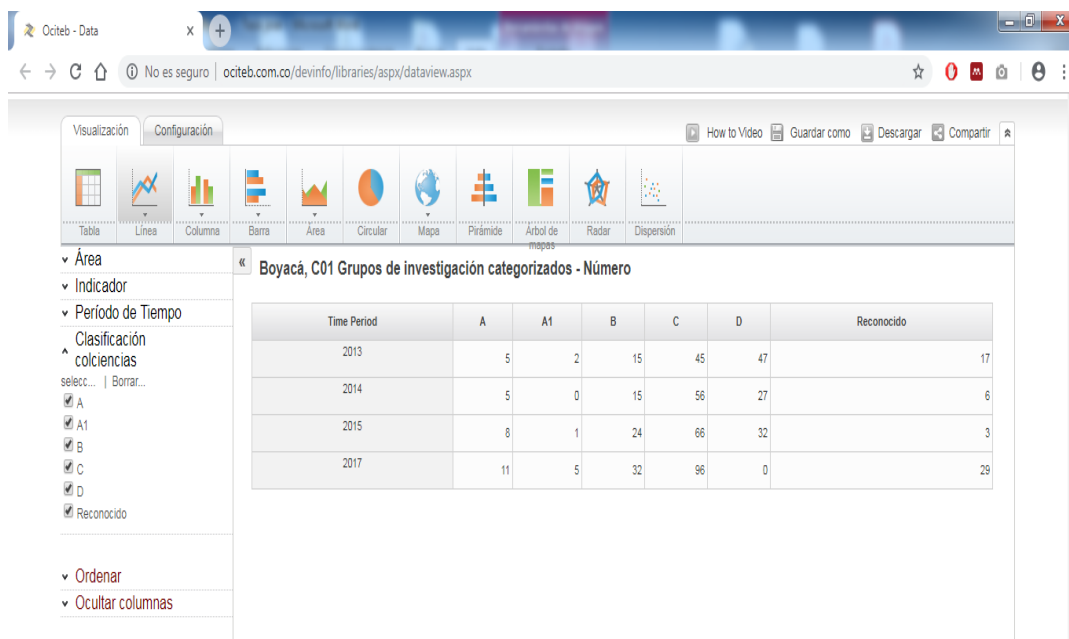 Ociteb - Data
No es seguro | ociteb.com.co/devinfo/libraries/aspx/dataview.aspx
Visualización Configuración
How to Video Guardar como Descargar Compartir
Tabla Línea Columna Barra Área Circular Mapa Pirámide Árbol de mapas Radar Dispersión
Área
Indicador
Período de Tiempo
Clasificación
colciencias
selecc... | Borrar...
A
A1
B
C
D
Reconocido
Ordenar
Ocultar columnas
Boyacá, C01 Grupos de investigación categorizados - Número
Time Period A A1 B C D Reconocido
2013 5 2 15 45 47 17
2014 5 0 15 56 27 6
2015 8 1 24 66 32 3
2017 11 5 32 96 0 29